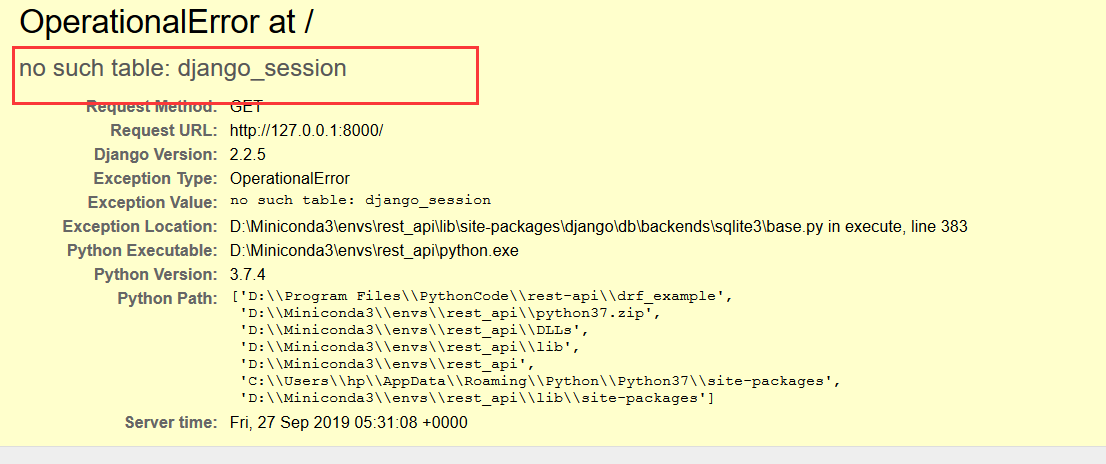 OperationalError at /
no such table: django_session
Request Method: GET
Request URL: http://127.0.0.1:8000/
Django Version: 2.2.5
Exception Type: OperationalError
Exception Value: no such table: django_session
Exception Location: D:\Miniconda3\envs\rest_api\lib\site-packages\django\db\backends\sqlite3\base.py in execute, line 383
Python Executable: D:\Miniconda3\envs\rest_api\python.exe
Python Version: 3.7.4
Python Path: ['D:\\Program Files\\PythonCode\\rest-api\\drf_example',
'D:\\Miniconda3\\envs\\rest_api\\python37.zip',
'D:\\Miniconda3\\envs\\rest_api\\DLLs',
'D:\\Miniconda3\\envs\\rest_api\\lib',
'D:\\Miniconda3\\envs\\rest_api',
'C:\\Users\\hp\\AppData\\Roaming\\Python\\Python37\\site-packages',
'D:\\Miniconda3\\envs\\rest_api\\lib\\site-packages']
Server time: Fri, 27 Sep 2019 05:31:08 +0000